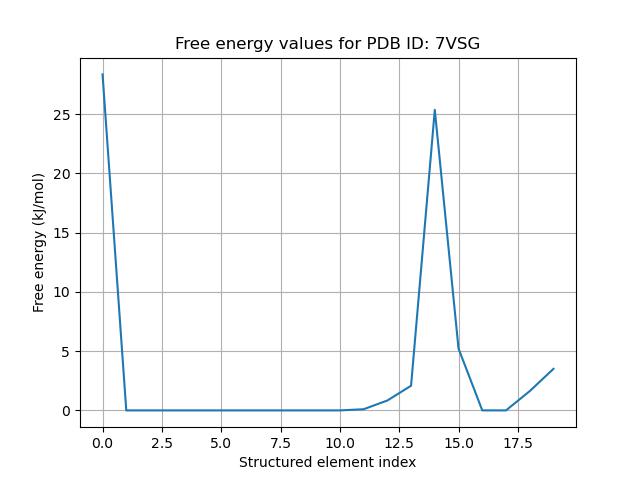 Free energy values for PDB ID: 7VSG
Free energy (kJ/mol)
25
20
15
10
5
0
0.0 2.5 5.0 7.5 10.0 12.5 15.0 17.5
Structured element index